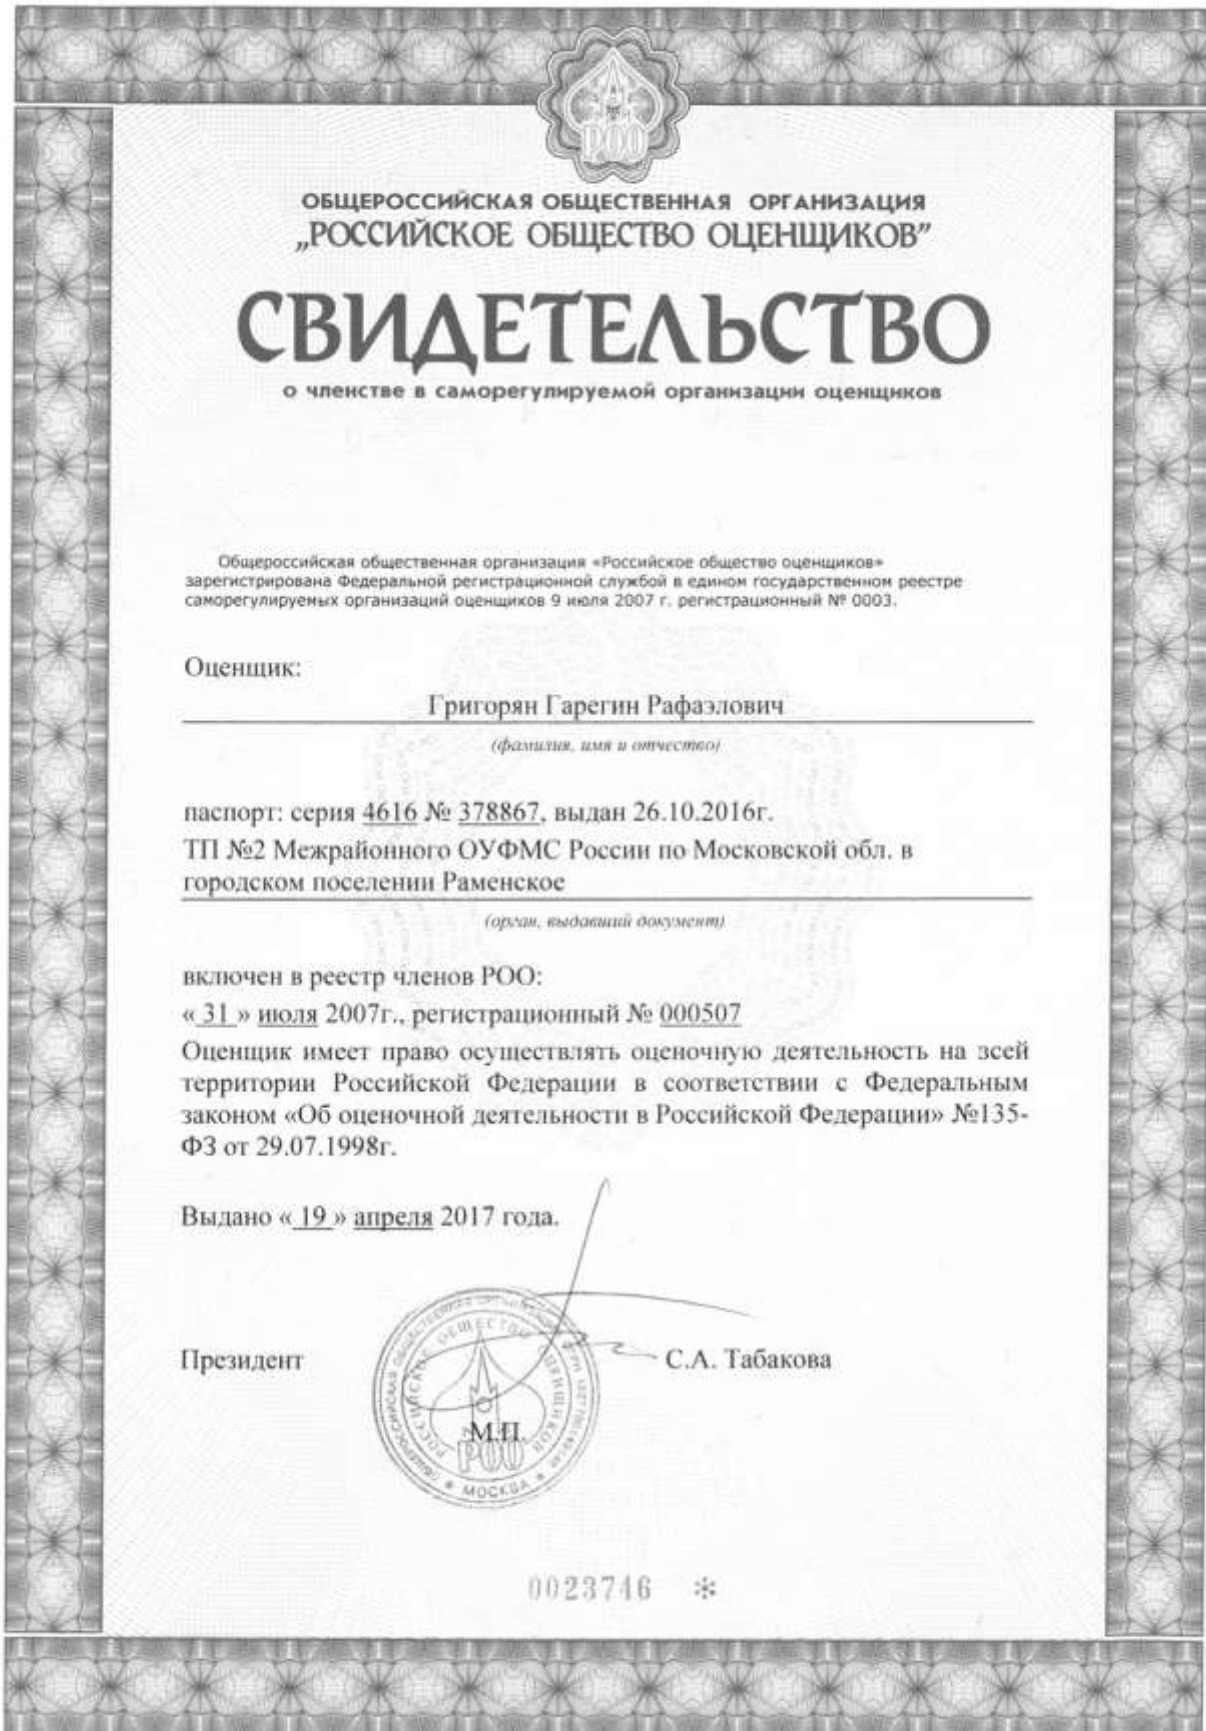 РОО
ОБЩЕРОССИЙСКАЯ ОБЩЕСТВЕННАЯ ОРГАНИЗАЦИЯ
„РОССИЙСКОЕ ОБЩЕСТВО ОЦЕНЩИКОВ”
СВИДЕТЕЛЬСТВО
о членстве в саморегулируемой организации оценщиков
Общероссийская общественная организация «Российское общество оценщиков»
зарегистрирована Федеральной регистрационной службой в едином государственном реестре
саморегулируемых организаций оценщиков 9 июля 2007 г. регистрационный № 0003.
Оценщик:
Григорян Гарегин Рафаэлович
(фамилия, имя и отчество)
паспорт: серия 4616 № 378867, выдан 26.10.2016г.
ТП №2 Межрайонного ОУФМС России по Московской обл. в
городском поселении Раменское
(орган, выдавший документ)
включен в реестр членов РОО:
« 31 » июля 2007г., регистрационный № 000507
Оценщик имеет право осуществлять оценочную деятельность на всей
территории Российской Федерации в соответствии с Федеральным
законом «Об оценочной деятельности в Российской Федерации» №135-
ФЗ от 29.07.1998г.
Выдано « 19 » апреля 2017 года.
Президент
С.А. Табакова
РОССИЙСКОЕ ОБЩЕСТВО ОЦЕНЩИКОВ
М.П.
РОО
* МОСКВА *
0023746 *